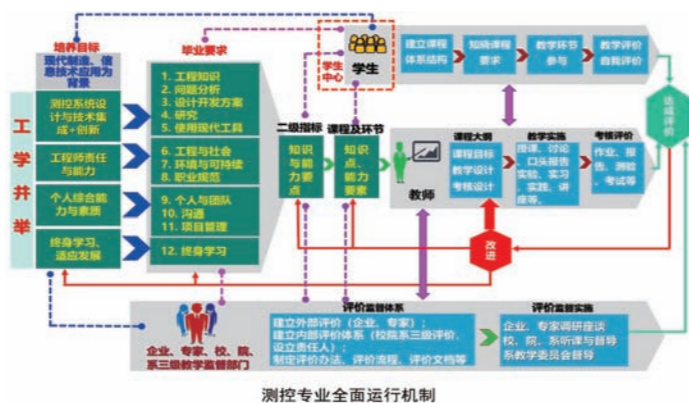 培养目标
现代制造、信
息技术应用为
背景
工学并举
测控系统设
计与技术集
成+创新
工程师责任
与能力
个人综合能
力与素质
终身学习、
适应发展
毕业要求
1. 工程知识
2. 问题分析
3. 设计开发方案
4. 研究
5. 使用现代工具
6. 工程与社会
7. 环境与可持续
8. 职业规范
9. 个人与团队
10. 沟通
11. 项目管理
12. 终身学习
二级指标
知识
与能
力要
点
课程及环节
知识
点、能
力要素
学生
中心
学生
建立课程
体系结构
知晓课程
要求
教学环节
参与
教学评价
自我评价
教师
课程大纲
课程目标
教学设计
考核设计
教学实施
授课、讨论
、口头报告
实验、实习
、实践、讲
座等。
考核评价
作业、报
告、测验
、考试等
达成评价
改进
企业、专家、校、院、
系三级教学监督部门
评价监督体系
建立外部评价（企业、专家）；
建立内部评价体系（校院系三级评价、
设立责任人）；
制定评价办法、评价流程、评价文档等
评价监督实施
企业、专家调研座谈
校、院、系听课与督导
系教学委员会督导
测控专业全面运行机制